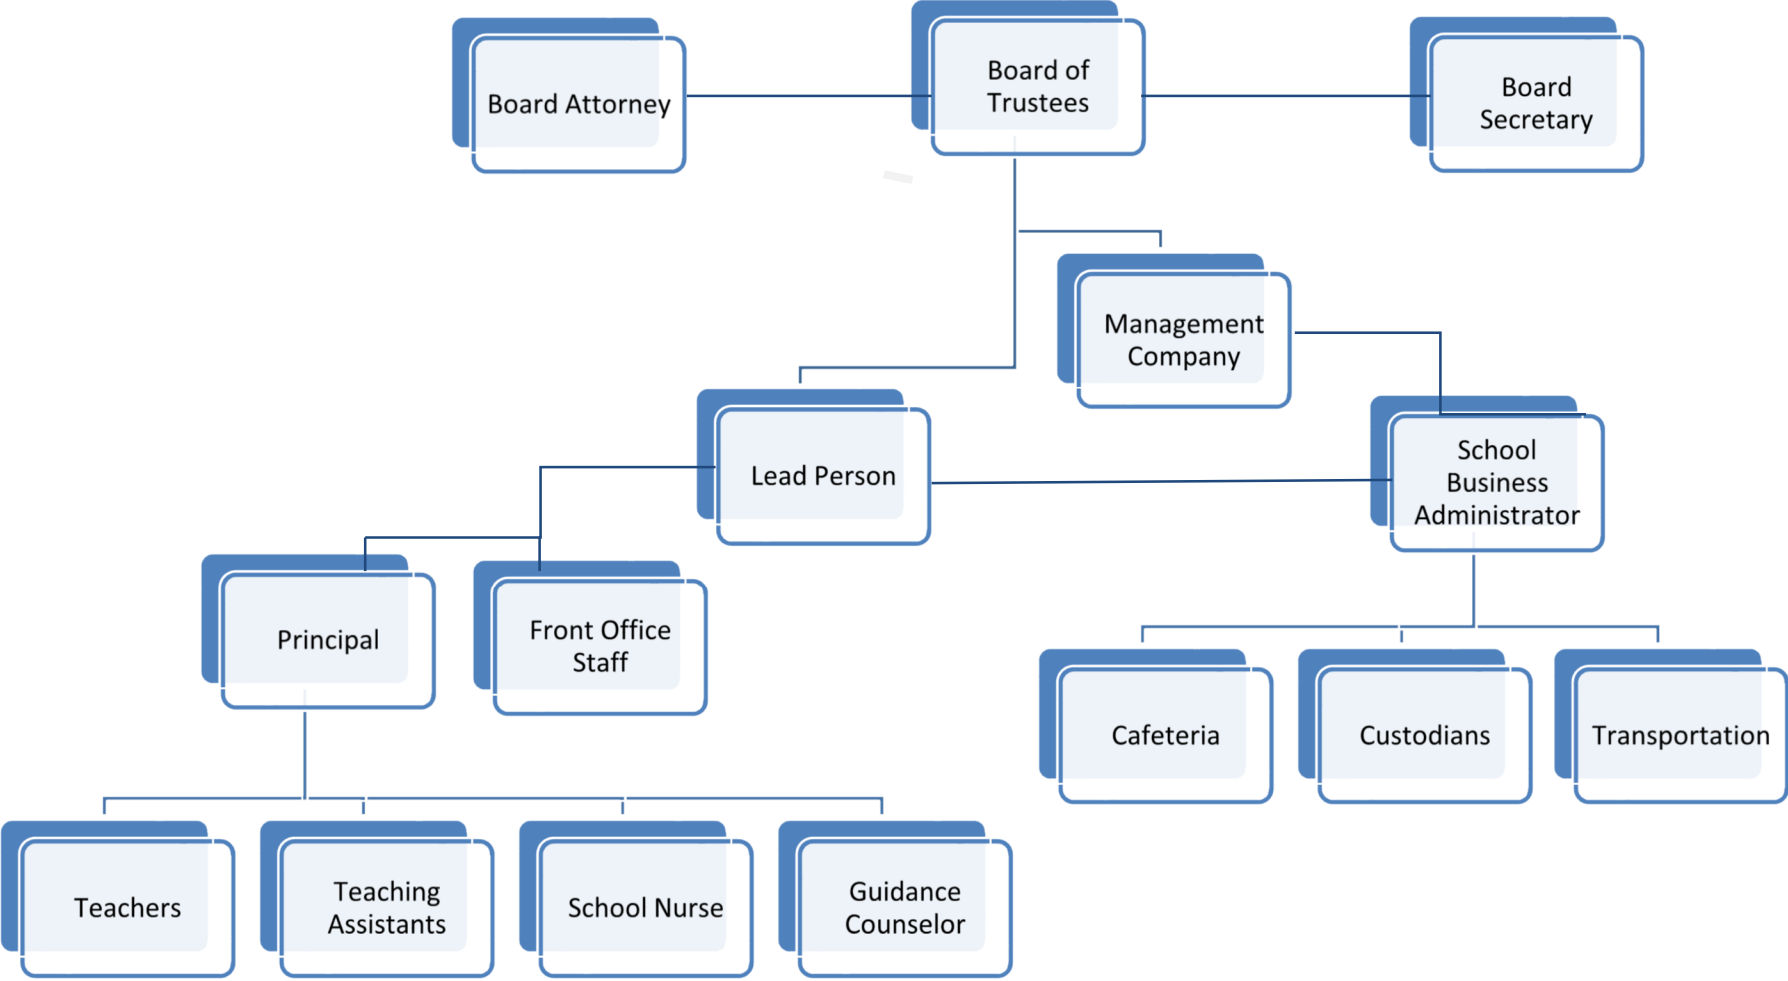 Board Attorney
Board of
Trustees
Board
Secretary
Management
Company
Lead Person
School
Business
Administrator
Principal
Front Office
Staff
Cafeteria
Custodians
Transportation
Teachers
Teaching
Assistants
School Nurse
Guidance
Counselor